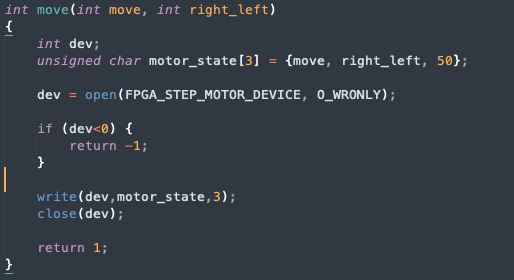 int move(int move, int right_left)
{
    int dev;
    unsigned char motor_state[3] = {move, right_left, 50};
    dev = open(FPGA_STEP_MOTOR_DEVICE, O_WRONLY);
    if (dev<0) {
        return -1;
    }
    write(dev,motor_state,3);
    close(dev);
    return 1;
}